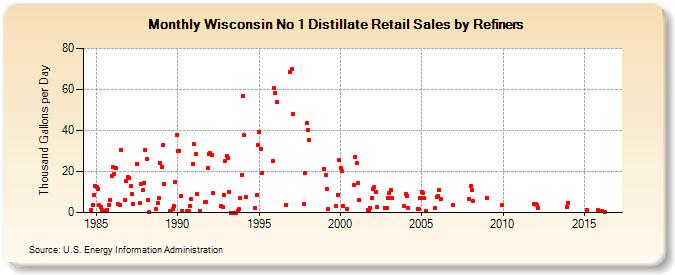 Monthly Wisconsin No 1 Distillate Retail Sales by Refiners
Thousand Gallons per Day
80
60
40
20
0
1985 1990 1995 2000 2005 2010 2015
Source: U.S. Energy Information Administration